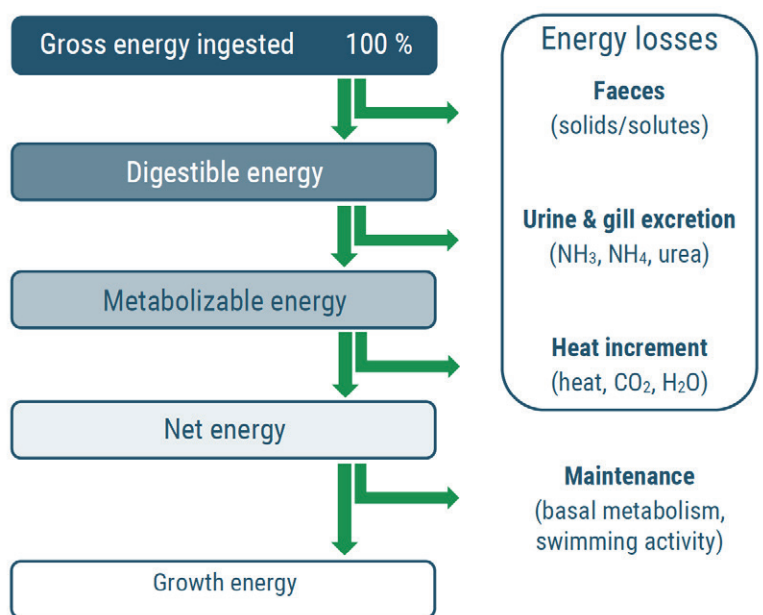 Gross energy ingested 100 %
Energy losses
Faeces
(solids/solutes)
Digestible energy
Urine & gill excretion
(NH₃, NH₄, urea)
Metabolizable energy
Heat increment
(heat, CO₂, H₂O)
Net energy
Maintenance
(basal metabolism,
swimming activity)
Growth energy